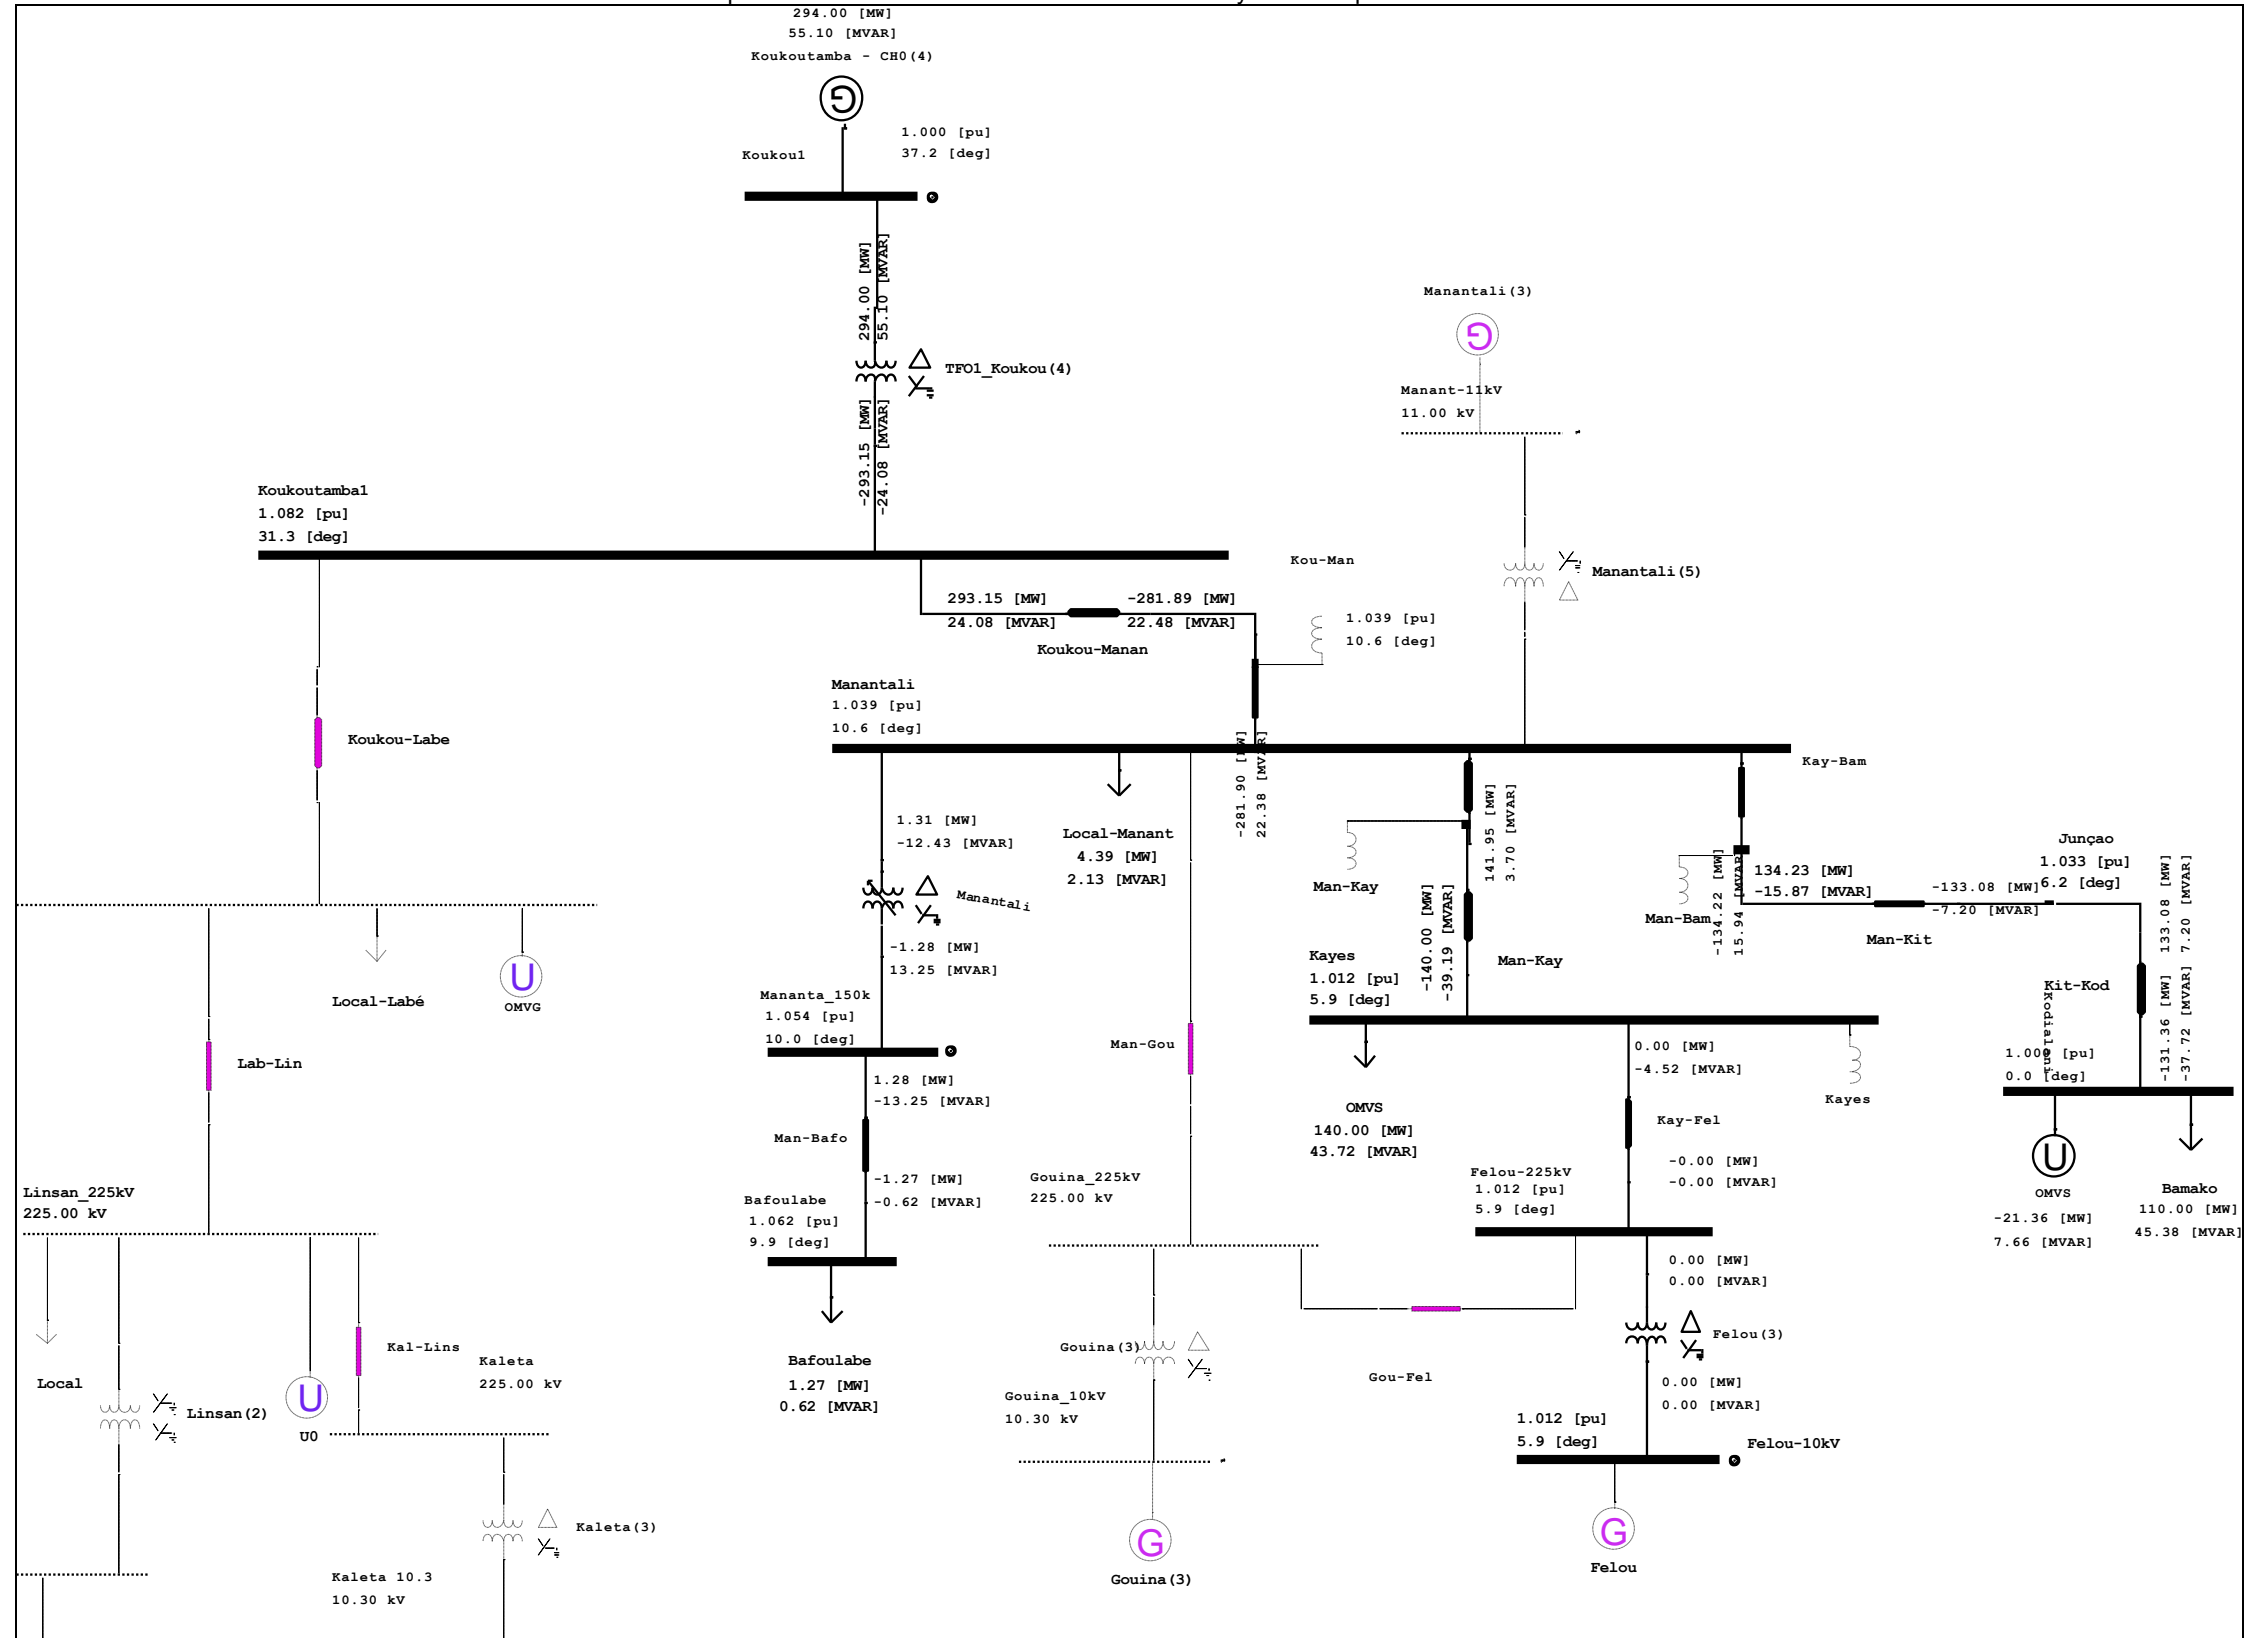 294.00 [MW]
55.10 [MVAR]
Koukoutamba - CH0(4)
G
1.000 [pu]
37.2 [deg]
Koukou1
294.00 [MW]
55.10 [MVAR]
TFO1_Koukou(4)
-293.15 [MW]
-24.08 [MVAR]
Manantali(3)
G
Manant-11kV
11.00 kV
Manantali(5)
Koukoutamba1
1.082 [pu]
31.3 [deg]
Kou-Man
1.039 [pu]
10.6 [deg]
293.15 [MW]
24.08 [MVAR]
-281.89 [MW]
22.48 [MVAR]
Koukou-Manan
Manantali
1.039 [pu]
10.6 [deg]
Koukou-Labe
-281.90 [MW]
22.38 [MVAR]
Kay-Bam
1.31 [MW]
-12.43 [MVAR]
Local-Manant
4.39 [MW]
2.13 [MVAR]
141.95 [MW]
3.70 [MVAR]
Man-Kay
Manantali
-1.28 [MW]
13.25 [MVAR]
-140.00 [MW]
-39.19 [MVAR]
Man-Kay
Man-Bam
-134.22 [MW]
15.94 [MVAR]
134.23 [MW]
-15.87 [MVAR]
Man-Kit
-133.08 [MW]
-7.20 [MVAR]
Junçao
1.033 [pu]
6.2 [deg]
133.08 [MW]
7.20 [MVAR]
Kit-Kod
-131.36 [MW]
-37.72 [MVAR]
Kodialani
1.000 [pu]
0.0 [deg]
Local-Labé
U
OMVG
Lab-Lin
Mananta_150k
1.054 [pu]
10.0 [deg]
Kayes
1.012 [pu]
5.9 [deg]
Man-Gou
1.28 [MW]
-13.25 [MVAR]
Man-Bafo
-1.27 [MW]
-0.62 [MVAR]
0.00 [MW]
-4.52 [MVAR]
Kayes
OMVS
140.00 [MW]
43.72 [MVAR]
Kay-Fel
-0.00 [MW]
-0.00 [MVAR]
U
OMVS
-21.36 [MW]
7.66 [MVAR]
Bamako
110.00 [MW]
45.38 [MVAR]
Linsan_225kV
225.00 kV
Bafoulabe
1.062 [pu]
9.9 [deg]
Gouina_225kV
225.00 kV
Felou-225kV
1.012 [pu]
5.9 [deg]
0.00 [MW]
0.00 [MVAR]
Felou(3)
0.00 [MW]
0.00 [MVAR]
Local
Linsan(2)
U
U0
Kal-Lins
Kaleta
225.00 kV
Bafoulabe
1.27 [MW]
0.62 [MVAR]
Gouina(3)
Gouina_10kV
10.30 kV
Gou-Fel
1.012 [pu]
5.9 [deg]
Felou-10kV
Kaleta(3)
Kaleta 10.3
10.30 kV
G
Gouina(3)
G
Felou